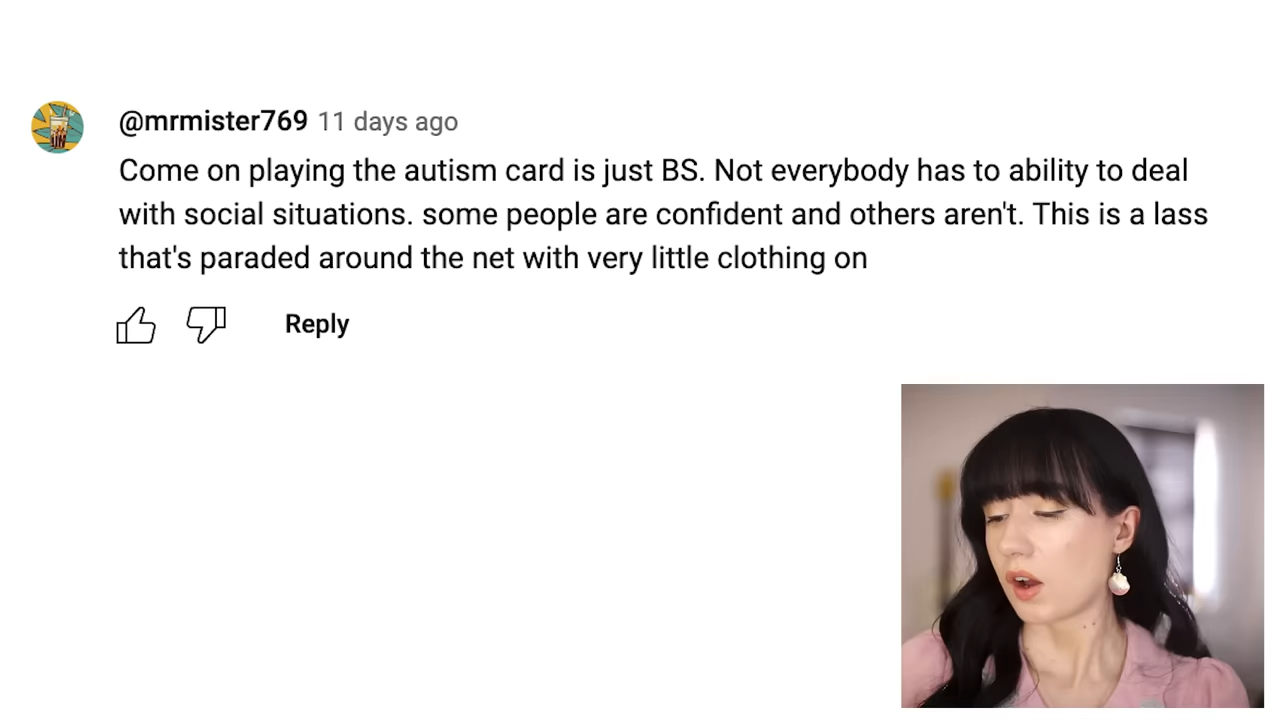 @mrmister769 11 days ago
Come on playing the autism card is just BS. Not everybody has to ability to deal
with social situations. some people are confident and others aren't. This is a lass
that's paraded around the net with very little clothing on
Reply